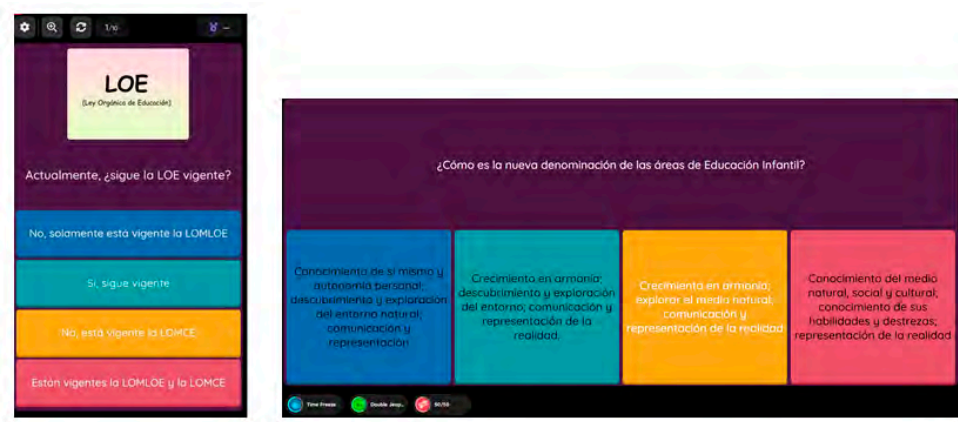 1/6
LOE
(Ley Orgánica de Educación)
Actualmente, ¿sigue la LOE vigente?
No, solamente está vigente la LOMLOE
Sí, sigue vigente
No, está vigente la LOMCE
Están vigentes la LOMLOE y la LOMCE
¿Cómo es la nueva denominación de las áreas de Educación Infantil?
Conocimiento de sí mismo y
autonomía personal;
descubrimiento y exploración
del entorno natural;
comunicación y
representación
Crecimiento en armonía;
descubrimiento y exploración
del entorno; comunicación y
representación de la
realidad.
Crecimiento en armonía;
explorar el medio natural;
comunicación y
representación de la realidad
Conocimiento del medio
natural, social y cultural;
conocimiento de sus
habilidades y destrezas;
representación de la realidad
Time Freeze
Double Jeop...
50/50